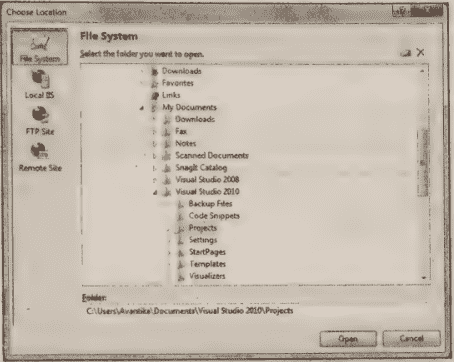 Choose Location
File System
Local IIS
FTP Site
Remote Site
File System
Select the folder you want to open.
Downloads
Favorites
Links
My Documents
Downloads
Fax
Notes
Scanned Documents
SnagIt Catalog
Visual Studio 2008
Visual Studio 2010
Backup Files
Code Snippets
Projects
Settings
StartPages
Templates
Visualizers
Folder:
C:\Users\Avantika\Documents\Visual Studio 2010\Projects
Open
Cancel